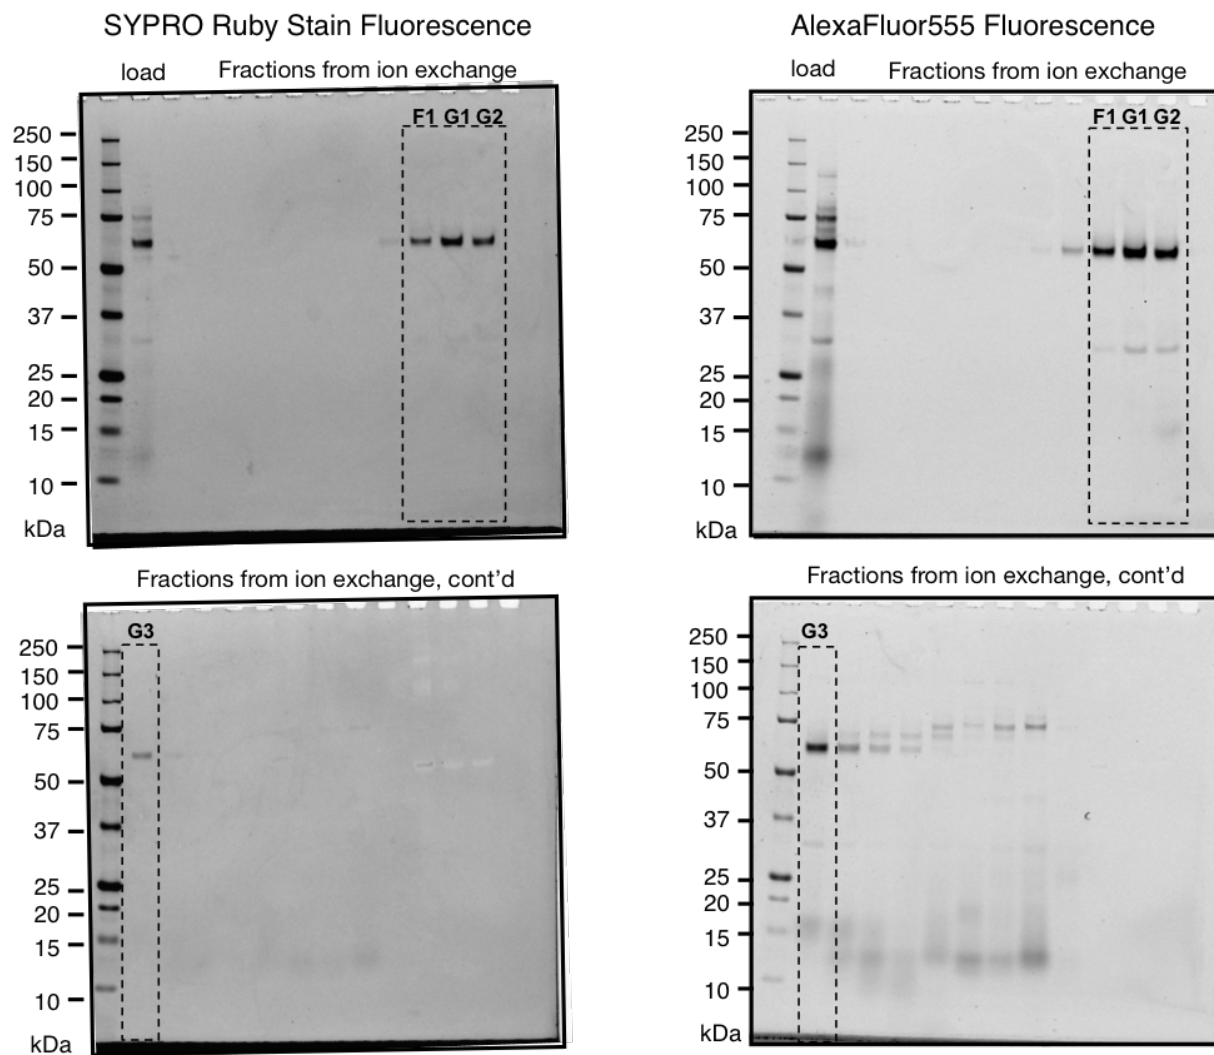 SYPRO Ruby Stain Fluorescence
load Fractions from ion exchange
F1 G1 G2
250
150
100
75
50
37
25
20
15
10
kDa
AlexaFluor555 Fluorescence
load Fractions from ion exchange
F1 G1 G2
250
150
100
75
50
37
25
20
15
10
kDa
Fractions from ion exchange, cont’d
G3
250
150
100
75
50
37
25
20
15
10
kDa
Fractions from ion exchange, cont’d
G3
250
150
100
75
50
37
25
20
15
10
kDa